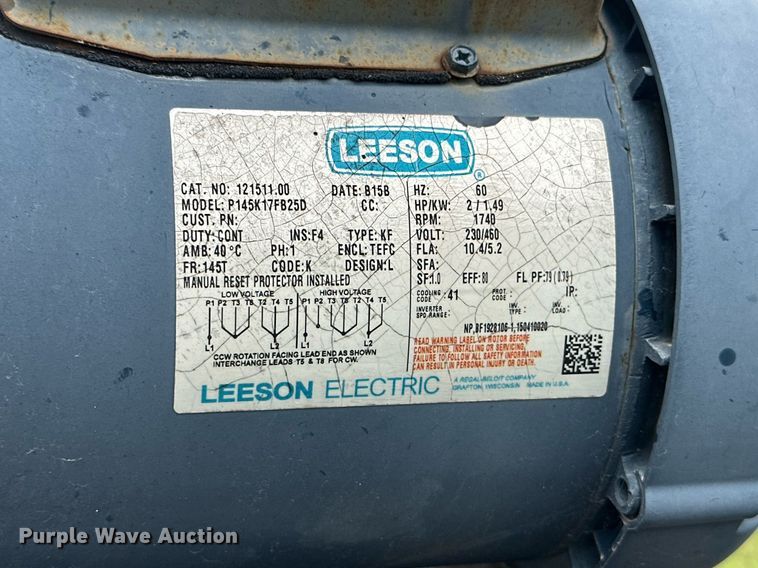 LEESON
®
CAT. NO: 121511.00 DATE: B15B HZ: 60
MODEL: P145K17FB25D CC: - HP/KW: 2 / 1.49
CUST. PN: RPM: 1740
DUTY: CONT INS:F4 TYPE: KF VOLT: 230/460
AMB: 40°C PH:1 ENCL: TEFC FLA: 10.4/5.2
FR:145T CODE:K DESIGN:L SFA:
MANUAL RESET PROTECTOR INSTALLED SF:1.0 EFF:80 FL PF:.79 (0.79)
LOW VOLTAGE HIGH VOLTAGE COOLING CODE: 41 PROT. CODE: IP:
P1 P2 T3 T8 T2 T4 T5 P1 P2 T3 T8 T2 T4 T5 INVERTER SPD.RANGE: INV. TYPE: INV. LOAD:
L1 L2 L1 L2
NP.BF1928106-1,150410020
READ WARNING LABEL ON MOTOR BEFORE
CONNECTING, INSTALLING OR SERVICING.
FAILURE TO FOLLOW ALL SAFETY INFORMATION
CAN RESULT IN PERSONAL INJURY OR DEATH.
CCW ROTATION FACING LEAD END AS SHOWN
INTERCHANGE LEADS T5 & T8 FOR CW.
LEESON ELECTRIC
A REGAL-BELOIT COMPANY
GRAFTON, WISCONSIN MADE IN U.S.A.
Purple Wave Auction